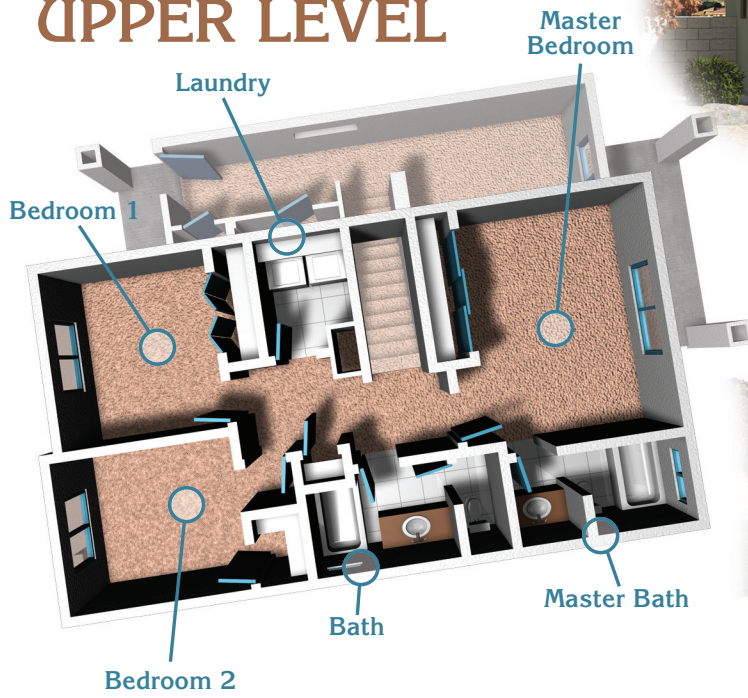 UPPER LEVEL
Master
Bedroom
Laundry
Bedroom 1
Master Bath
Bath
Bedroom 2